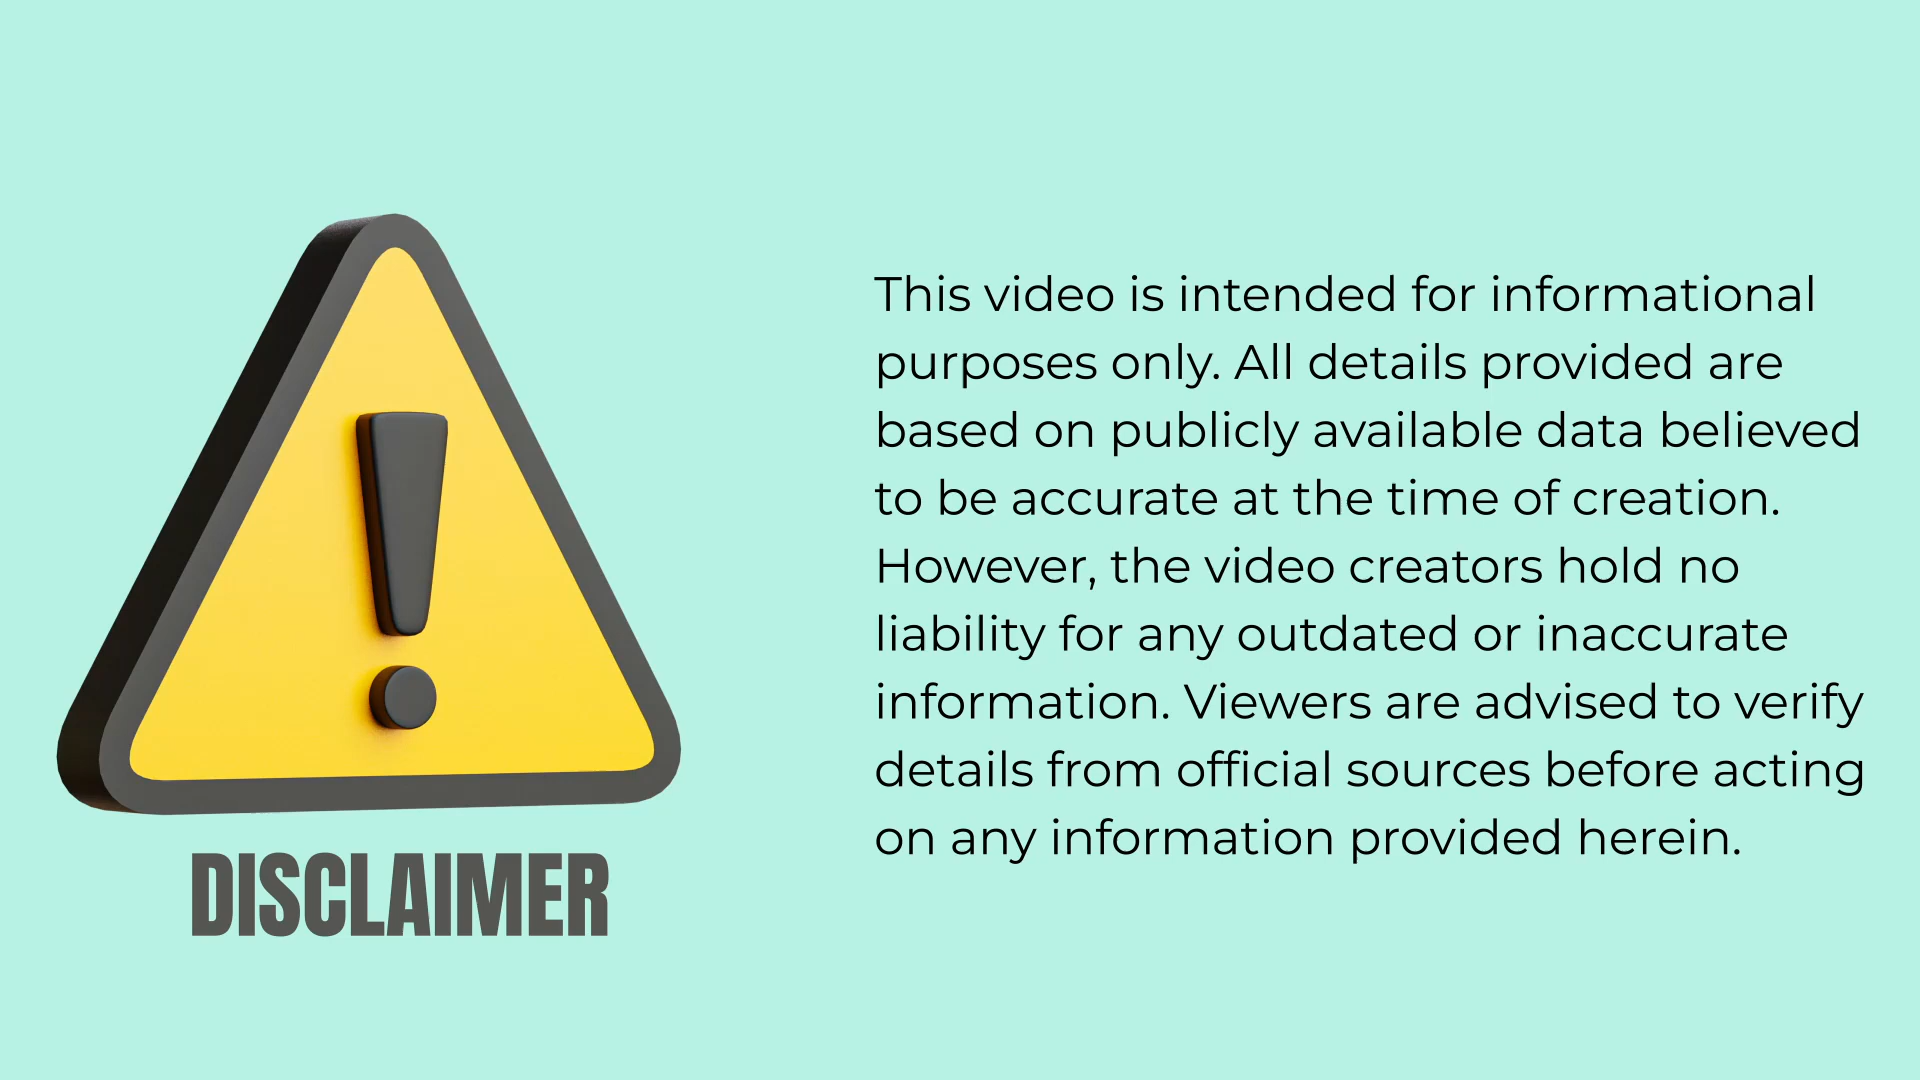 This video is intended for informational
purposes only. All details provided are
based on publicly available data believed
to be accurate at the time of creation.
However, the video creators hold no
liability for any outdated or inaccurate
information. Viewers are advised to verify
details from official sources before acting
on any information provided herein.
DISCLAIMER